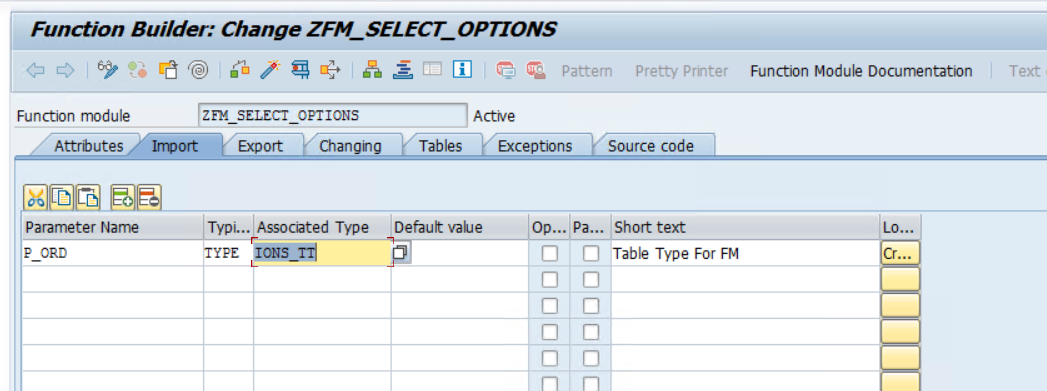 Function Builder: Change ZFM_SELECT_OPTIONS
Pattern Pretty Printer Function Module Documentation Text
Function module ZFM_SELECT_OPTIONS Active
Attributes Import Export Changing Tables Exceptions Source code
Parameter Name Typi... Associated Type Default value Op... Pa... Short text Lo...
P_ORD TYPE IONS_TT Table Type For FM Cr...